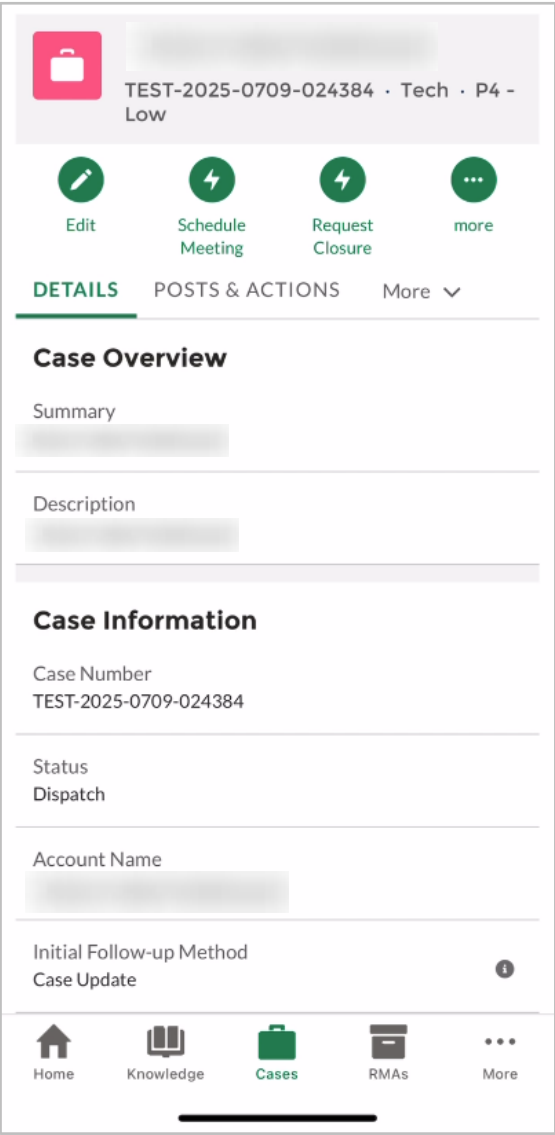 TEST-2025-0709-024384 · Tech · P4 -
Low
Edit
Schedule
Meeting
Request
Closure
more
DETAILS
POSTS & ACTIONS
More
Case Overview
Summary
Description
Case Information
Case Number
TEST-2025-0709-024384
Status
Dispatch
Account Name
Initial Follow-up Method
Case Update
Home
Knowledge
Cases
RMAs
More